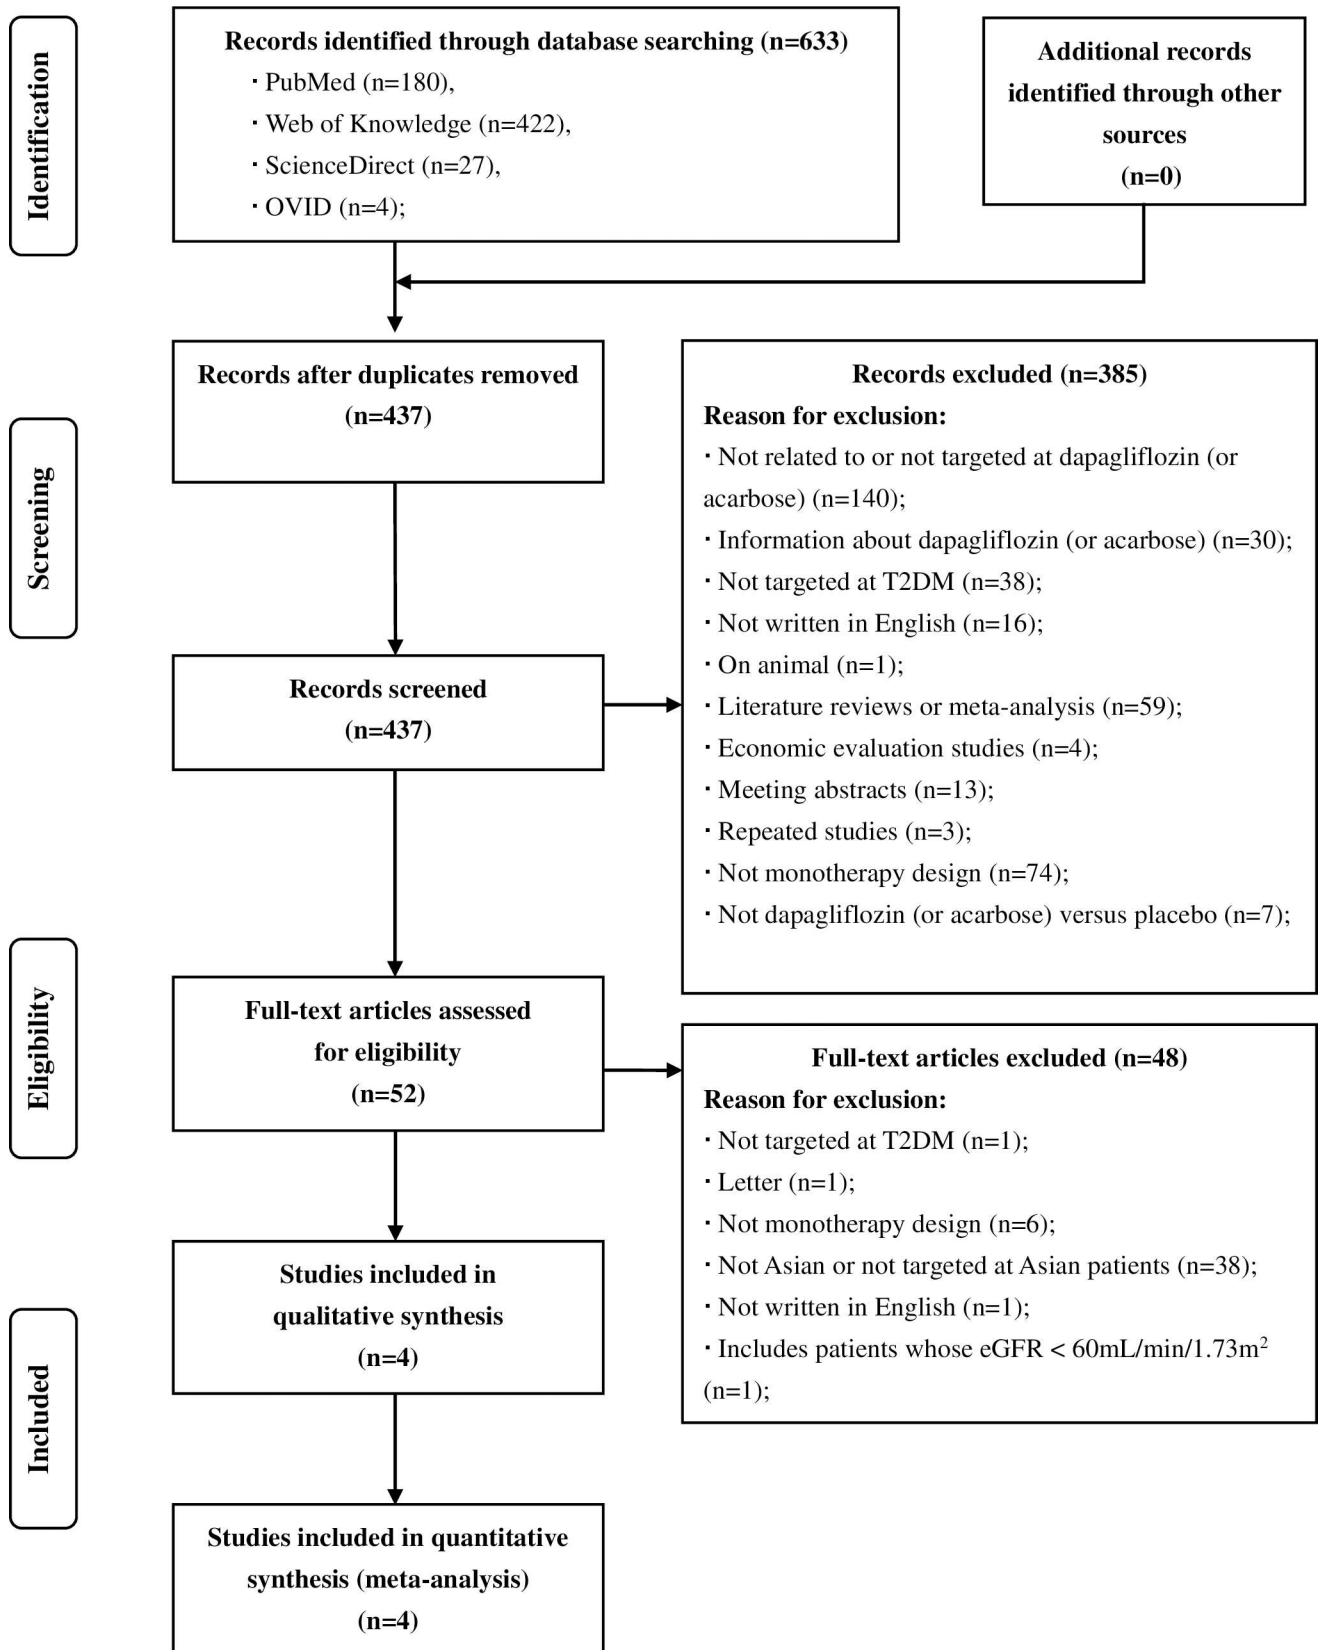 Identification
Records identified through database searching (n=633)
· PubMed (n=180),
· Web of Knowledge (n=422),
· ScienceDirect (n=27),
· OVID (n=4);
Additional records
identified through other
sources
(n=0)
Screening
Records after duplicates removed
(n=437)
Records screened
(n=437)
Records excluded (n=385)
Reason for exclusion:
· Not related to or not targeted at dapagliflozin (or
acarbose) (n=140);
· Information about dapagliflozin (or acarbose) (n=30);
· Not targeted at T2DM (n=38);
· Not written in English (n=16);
· On animal (n=1);
· Literature reviews or meta-analysis (n=59);
· Economic evaluation studies (n=4);
· Meeting abstracts (n=13);
· Repeated studies (n=3);
· Not monotherapy design (n=74);
· Not dapagliflozin (or acarbose) versus placebo (n=7);
Eligibility
Full-text articles assessed
for eligibility
(n=52)
Full-text articles excluded (n=48)
Reason for exclusion:
· Not targeted at T2DM (n=1);
· Letter (n=1);
· Not monotherapy design (n=6);
· Not Asian or not targeted at Asian patients (n=38);
· Not written in English (n=1);
· Includes patients whose eGFR < 60mL/min/1.73m²
(n=1);
Included
Studies included in
qualitative synthesis
(n=4)
Studies included in quantitative
synthesis (meta-analysis)
(n=4)